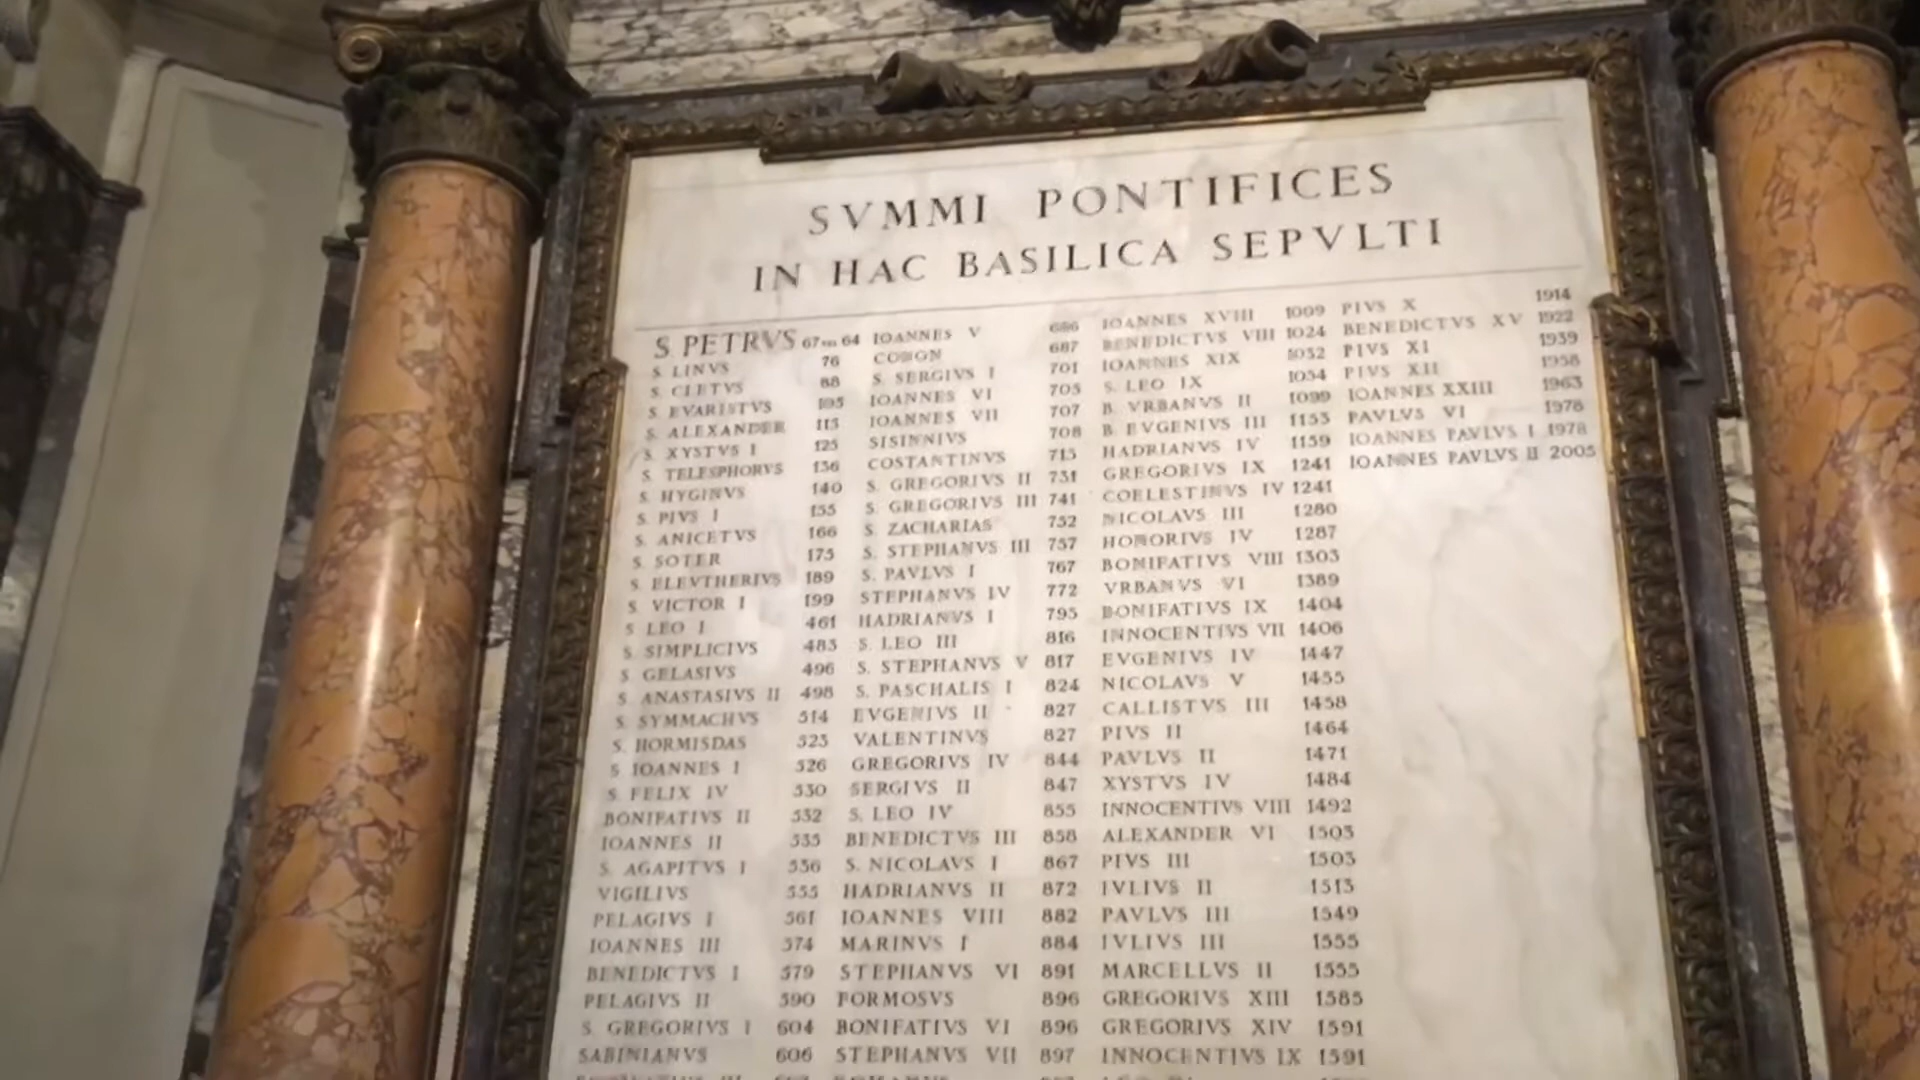 SVMMI PONTIFICES
IN HAC BASILICA SEPVLTI
S PETRVS 67 64
S. LINVS 76
S. CLETVS 88
S. EVARISTVS 105
S. ALEXANDER 115
S. XYSTVS I 125
S. TELESPHORVS 136
S. HYGINVS 140
S. PIVS I 155
S. ANICETVS 166
S. SOTER 175
S. ELEVTHERIVS 189
S. VICTOR I 199
S. LEO I 461
S. SIMPLICIVS 483
S. GELASIVS 496
S. ANASTASIVS II 498
S. SYMMACHVS 514
S. HORMISDAS 523
S. IOANNES I 526
S. FELIX IV 530
BONIFATIVS II 532
IOANNES II 535
S. AGAPITVS I 536
VIGILIVS 555
PELAGIVS I 561
IOANNES III 574
BENEDICTVS I 579
PELAGIVS II 590
S. GREGORIVS I 604
SABINIANVS 606
IOANNES V 686
CONON 687
S. SERGIVS I 701
IOANNES VI 705
IOANNES VII 707
SISINNIVS 708
COSTANTINVS 715
S. GREGORIVS II 731
S. GREGORIVS III 741
S. ZACHARIAS 752
S. STEPHANVS III 757
S. PAVLVS I 767
STEPHANVS IV 772
HADRIANVS I 795
S. LEO III 816
S. STEPHANVS V 817
S. PASCHALIS I 824
EVGENIVS II 827
VALENTINVS 827
GREGORIVS IV 844
SERGIVS II 847
S. LEO IV 855
BENEDICTVS III 858
S. NICOLAVS I 867
HADRIANVS II 872
IOANNES VIII 882
MARINVS I 884
STEPHANVS VI 891
FORMOSVS 896
BONIFATIVS VI 896
STEPHANVS VII 897
IOANNES XVIII 1009
BENEDICTVS VIII 1024
IOANNES XIX 1032
S. LEO IX 1054
B. VRBANVS II 1099
B. EVGENIVS III 1153
HADRIANVS IV 1159
GREGORIVS IX 1241
COELESTINVS IV 1241
NICOLAVS III 1280
HONORIVS IV 1287
BONIFATIVS VIII 1303
VRBANVS VI 1389
BONIFATIVS IX 1404
INNOCENTIVS VII 1406
EVGENIVS IV 1447
NICOLAVS V 1455
CALLISTVS III 1458
PIVS II 1464
PAVLVS II 1471
XYSTVS IV 1484
INNOCENTIVS VIII 1492
ALEXANDER VI 1503
PIVS III 1503
IVLIVS II 1513
PAVLVS III 1549
IVLIVS III 1555
MARCELLVS II 1555
GREGORIVS XIII 1585
GREGORIVS XIV 1591
INNOCENTIVS IX 1591
PIVS X 1914
BENEDICTVS XV 1922
PIVS XI 1939
PIVS XII 1958
IOANNES XXIII 1963
PAVLVS VI 1978
IOANNES PAVLVS I 1978
IOANNES PAVLVS II 2005